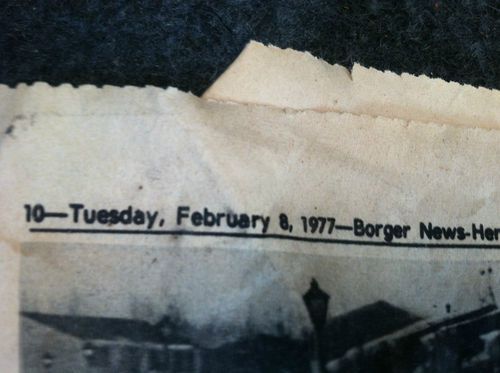 10—Tuesday, February 8, 1977—Borger News-Her